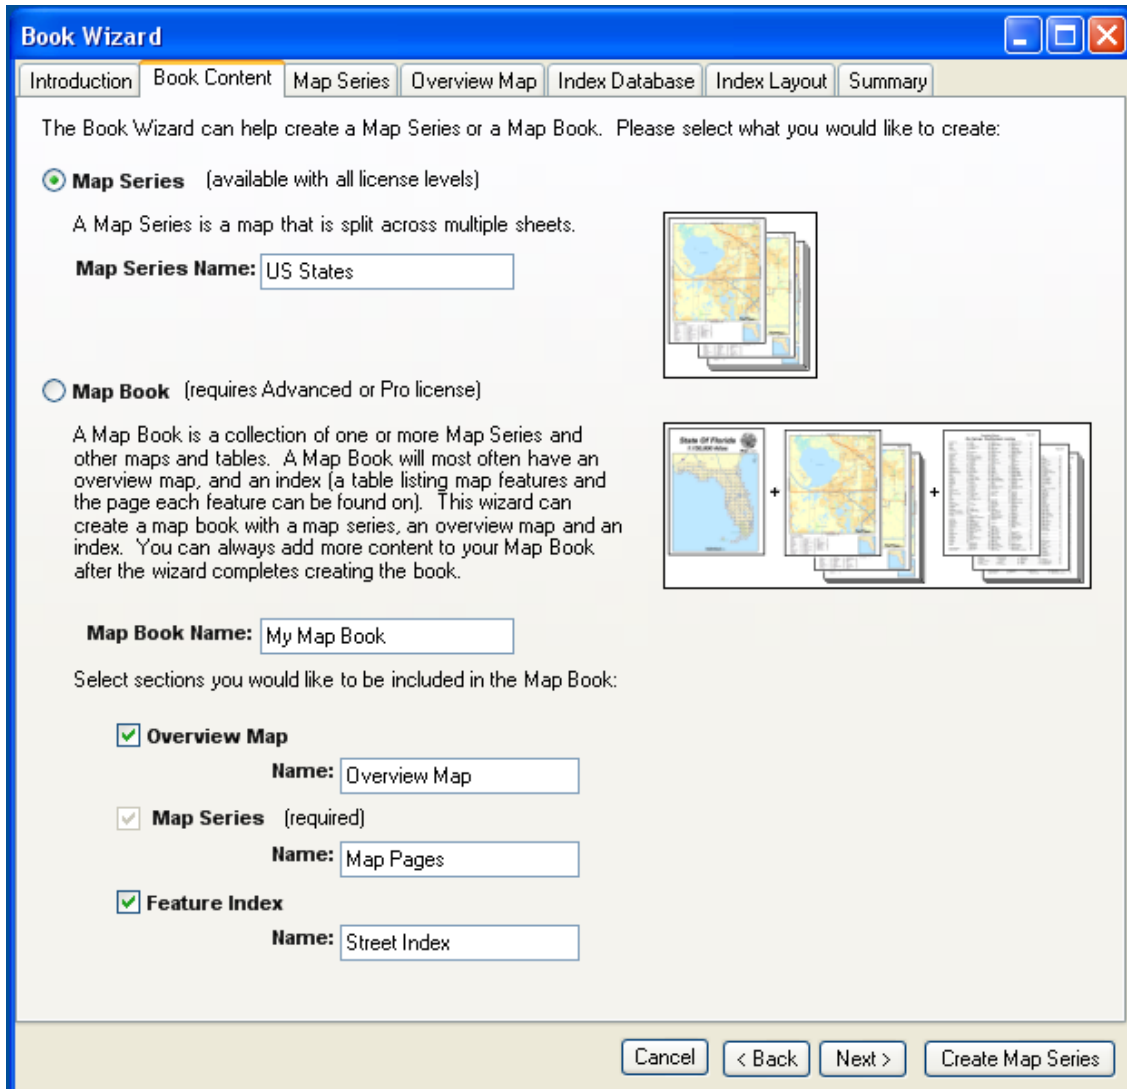 Book Wizard
Introduction Book Content Map Series Overview Map Index Database Index Layout Summary
The Book Wizard can help create a Map Series or a Map Book. Please select what you would like to create:
Map Series (available with all license levels)
A Map Series is a map that is split across multiple sheets.
Map Series Name: US States
Map Book (requires Advanced or Pro license)
A Map Book is a collection of one or more Map Series and
other maps and tables. A Map Book will most often have an
overview map, and an index (a table listing map features and
the page each feature can be found on). This wizard can
create a map book with a map series, an overview map and an
index. You can always add more content to your Map Book
after the wizard completes creating the book.
State Of Florida
+ +
Map Book Name: My Map Book
Select sections you would like to be included in the Map Book:
Overview Map
Name: Overview Map
Map Series (required)
Name: Map Pages
Feature Index
Name: Street Index
Cancel < Back Next > Create Map Series